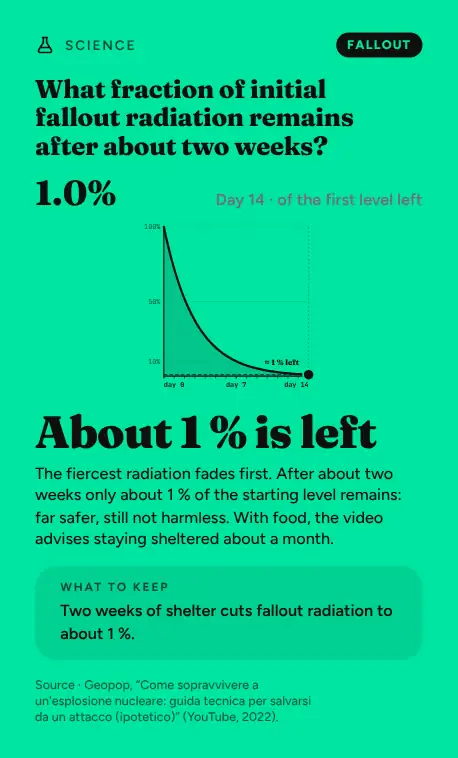 SCIENCE
FALLOUT
What fraction of initial
fallout radiation remains
after about two weeks?
1.0%
Day 14 · of the first level left
100%
50%
10%
≈ 1 % left
day 0
day 7
day 14
About 1 % is left
The fiercest radiation fades first. After about two
weeks only about 1 % of the starting level remains:
far safer, still not harmless. With food, the video
advises staying sheltered about a month.
WHAT TO KEEP
Two weeks of shelter cuts fallout radiation to
about 1 %.
Source · Geopop, “Come sopravvivere a
un'esplosione nucleare: guida tecnica per salvarsi
da un attacco (ipotetico)” (YouTube, 2022).